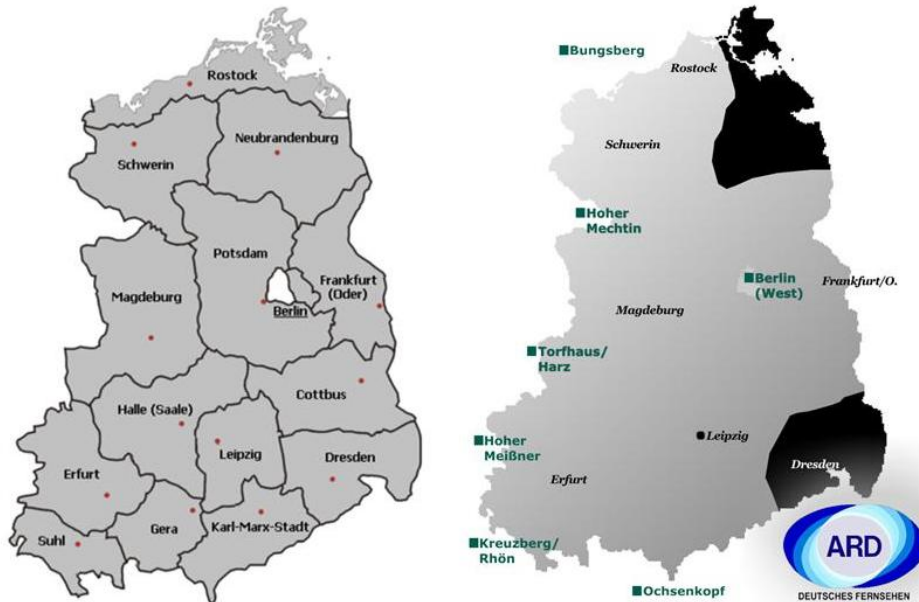 Rostock
Neubrandenburg
Schwerin
Potsdam
Frankfurt
(Oder)
Magdeburg
Berlin
Cottbus
Halle (Saale)
Leipzig
Dresden
Erfurt
Gera
Karl-Marx-Stadt
Suhl
Bungsberg
Rostock
Schwerin
Hoher
Mechtin
Berlin
(West)
Frankfurt/O.
Magdeburg
Torfhaus/
Harz
Leipzig
Hoher
Meißner
Dresden
Erfurt
Kreuzberg/
Rhön
Ochsenkopf
ARD
DEUTSCHES FERNSEHEN